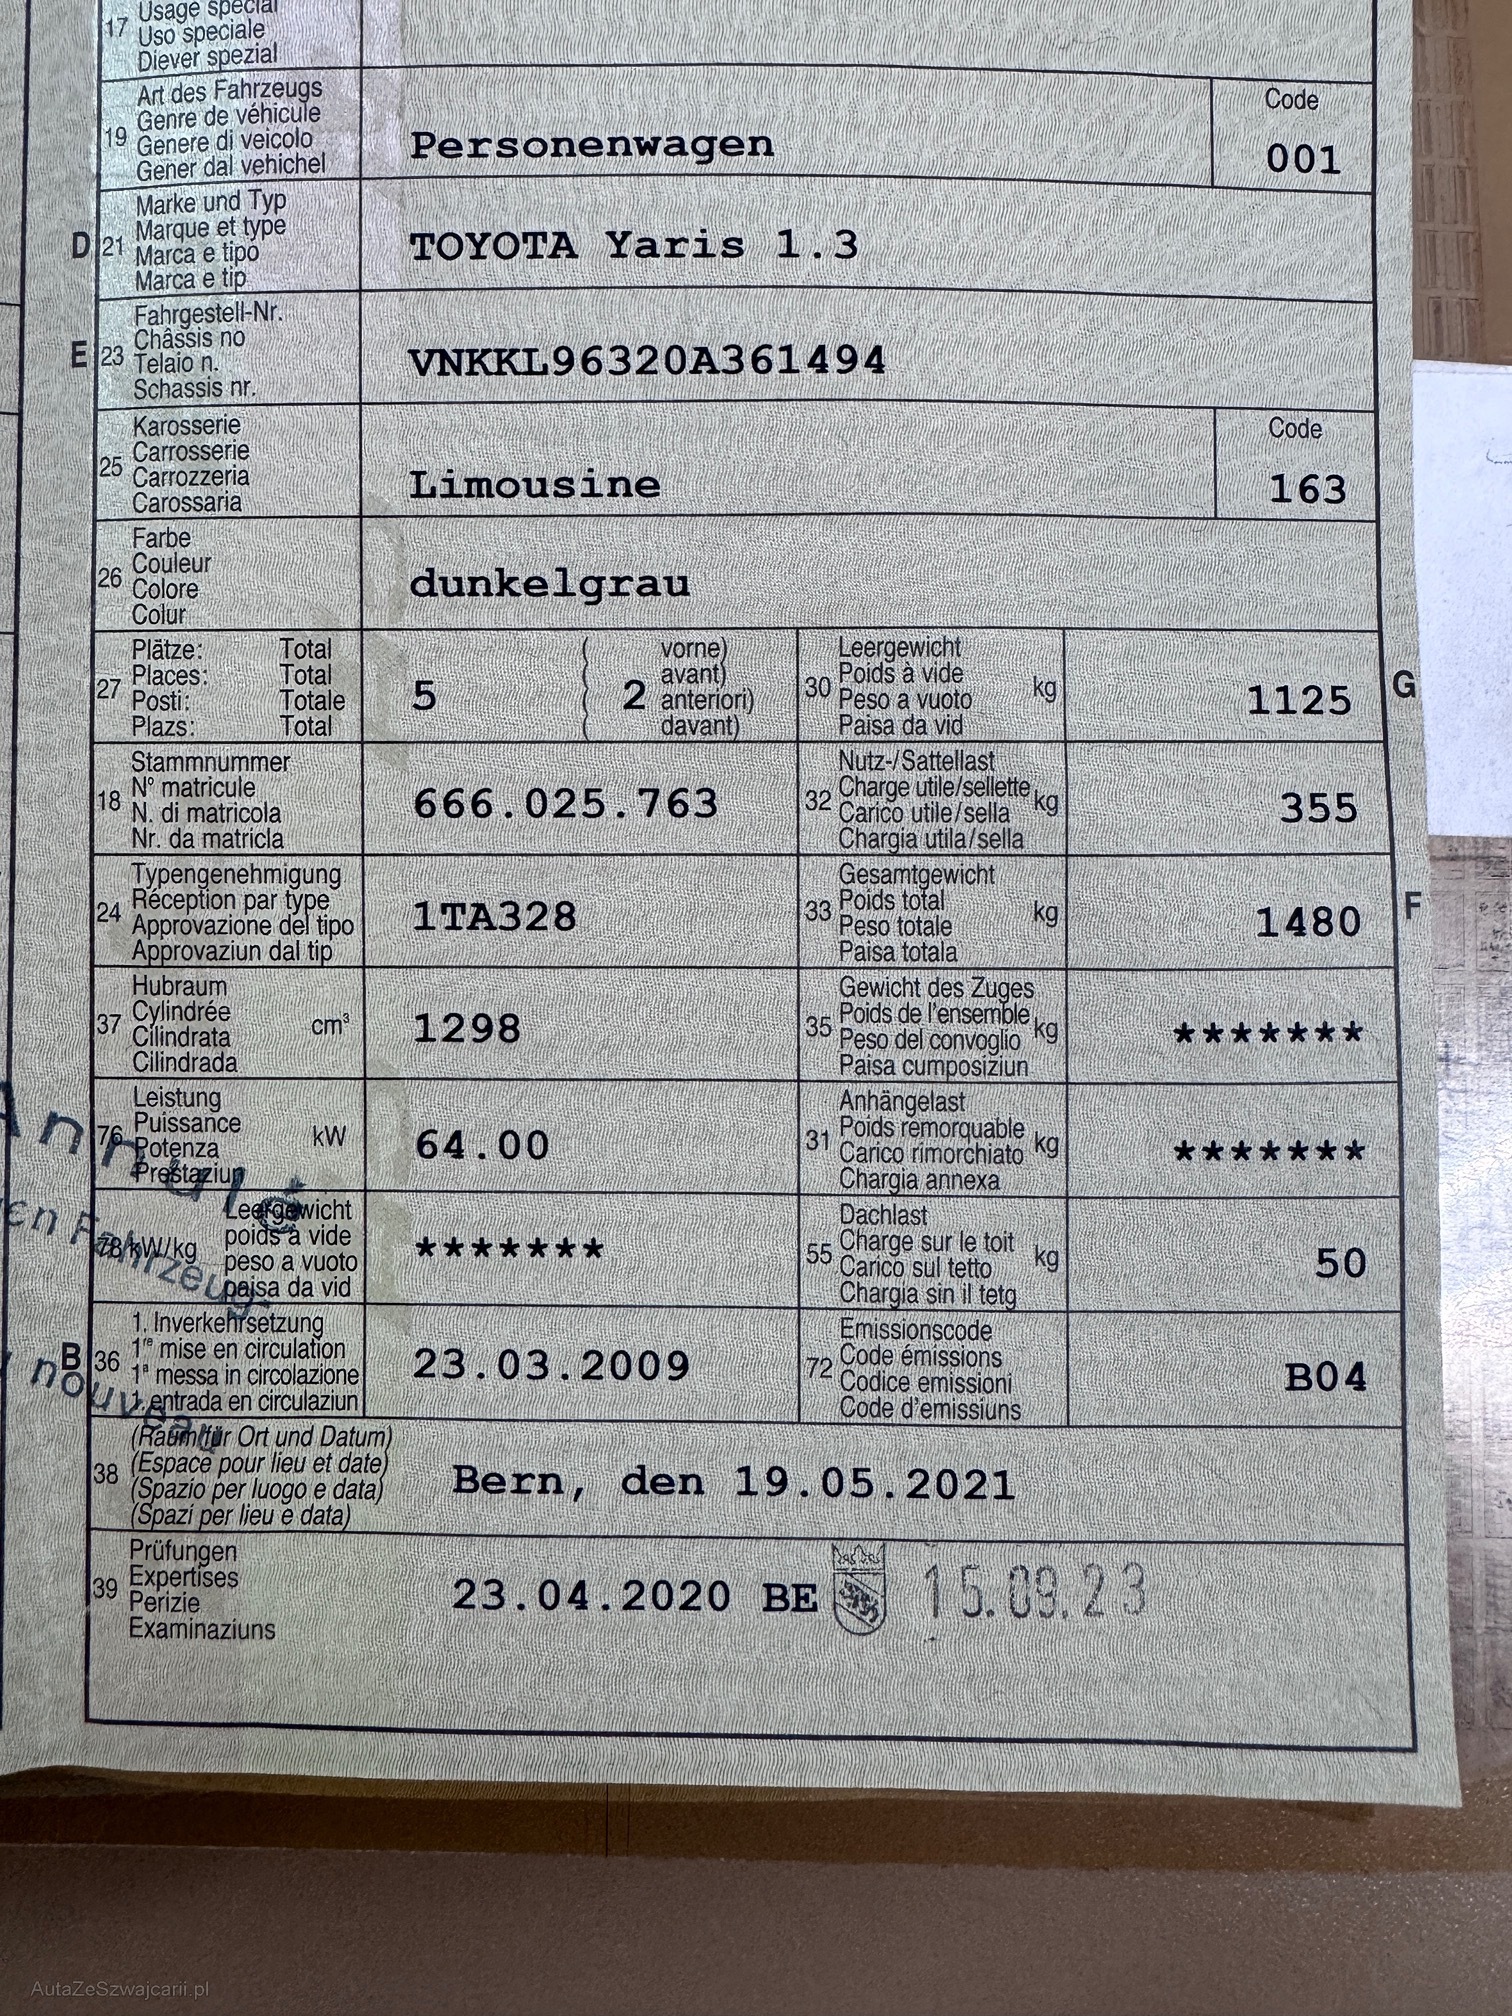 17 Usage spécial
Uso speciale
Diever spezial
19 Art des Fahrzeugs
Genre de véhicule
Genere di veicolo
Gener dal vehichel
Personenwagen
Code
001
D 21 Marke und Typ
Marque et type
Marca e tipo
Marca e tip
TOYOTA Yaris 1.3
E 23 Fahrgestell-Nr.
Châssis no
Telaio n.
Schassis nr.
VNKKL96320A361494
25 Karosserie
Carrosserie
Carrozzeria
Carossaria
Limousine
Code
163
26 Farbe
Couleur
Colore
Colur
dunkelgrau
27 Plätze: Total
Places: Total
Posti: Totale
Plazs: Total
5
( 2 vorne)
avant)
anteriori)
davant)
30 Leergewicht
Poids à vide
Peso a vuoto
Paisa da vid
kg
1125
G
18 Stammnummer
N° matricule
N. di matricola
Nr. da matricla
666.025.763
32 Nutz-/Sattellast
Charge utile/sellette
Carico utile/sella
Chargia utila/sella
kg
355
24 Typengenehmigung
Réception par type
Approvazione del tipo
Approvaziun dal tip
1TA328
33 Gesamtgewicht
Poids total
Peso totale
Paisa totala
kg
1480
F
37 Hubraum
Cylindrée
Cilindrata
Cilindrada
cm³
1298
35 Gewicht des Zuges
Poids de l'ensemble
Peso del convoglio
Paisa cumposiziun
kg
*******
76 Leistung
Puissance
Potenza
Prestaziun
kW
64.00
31 Anhängelast
Poids remorquable
Carico rimorchiato
Chargia annexa
kg
*******
Annulé
78 kW/kg Leergewicht
poids à vide
peso a vuoto
paisa da vid
*******
55 Dachlast
Charge sur le toit
Carico sul tetto
Chargia sin il tetg
kg
50
Fahrzeug-
B 36 1. Inverkehrsetzung
1re mise en circulation
1a messa in circolazione
1. entrada en circulaziun
23.03.2009
72 Emissionscode
Code émissions
Codice emissioni
Code d'emissiuns
B04
nouveau
38 (Raum für Ort und Datum)
(Espace pour lieu et date)
(Spazio per luogo e data)
(Spazi per lieu e data)
Bern, den 19.05.2021
39 Prüfungen
Expertises
Perizie
Examinaziuns
23.04.2020 BE 15.09.23
AutaZeSzwajcarii.pl